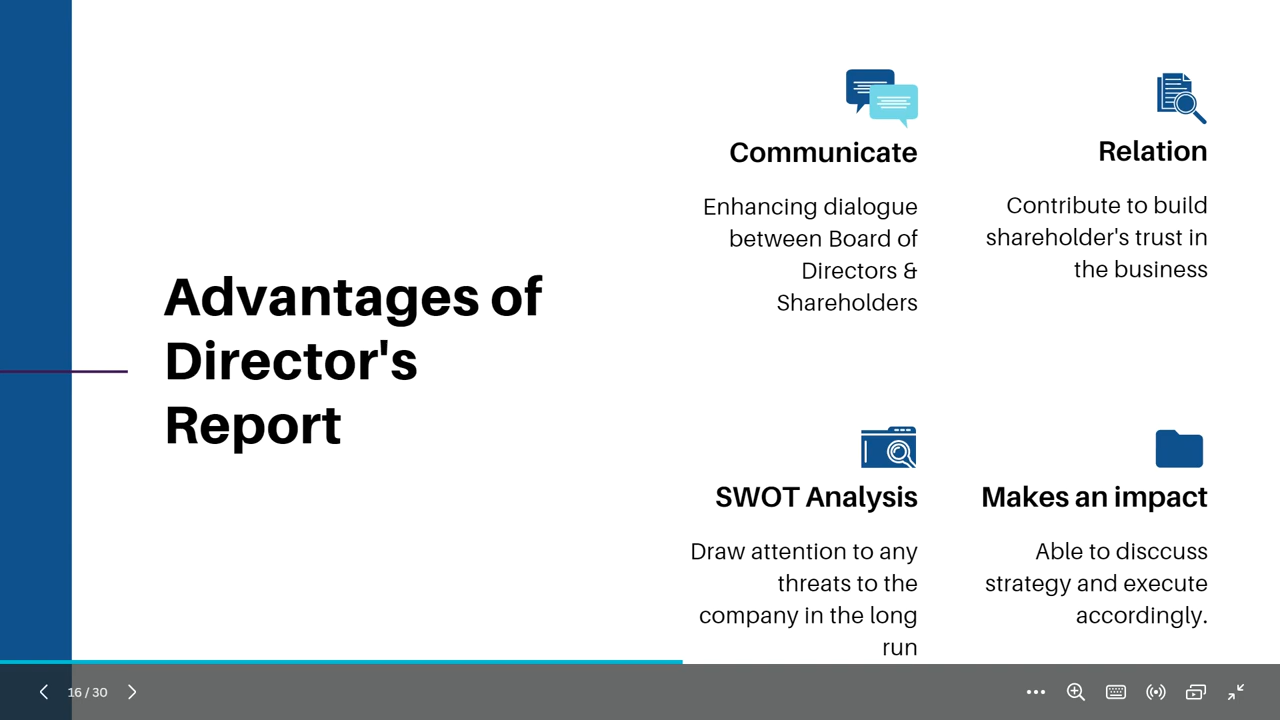 Advantages of
Director's
Report
Communicate
Enhancing dialogue
between Board of
Directors &
Shareholders
Relation
Contribute to build
shareholder's trust in
the business
SWOT Analysis
Draw attention to any
threats to the
company in the long
run
Makes an impact
Able to disccuss
strategy and execute
accordingly.
16 / 30